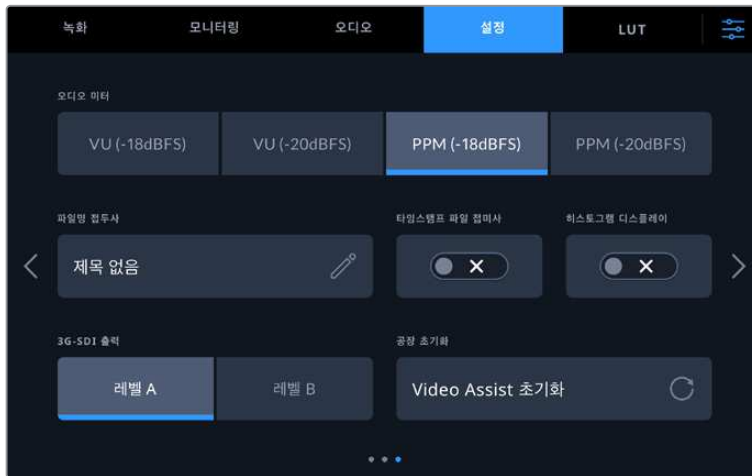 녹화 모니터링 오디오 설정 LUT
오디오 미터
VU (-18dBFS) VU (-20dBFS) PPM (-18dBFS) PPM (-20dBFS)
파일명 접두사 타임스탬프 파일 접미사 히스토그램 디스플레이
제목 없음
3G-SDI 출력 공장 초기화
레벨 A 레벨 B Video Assist 초기화